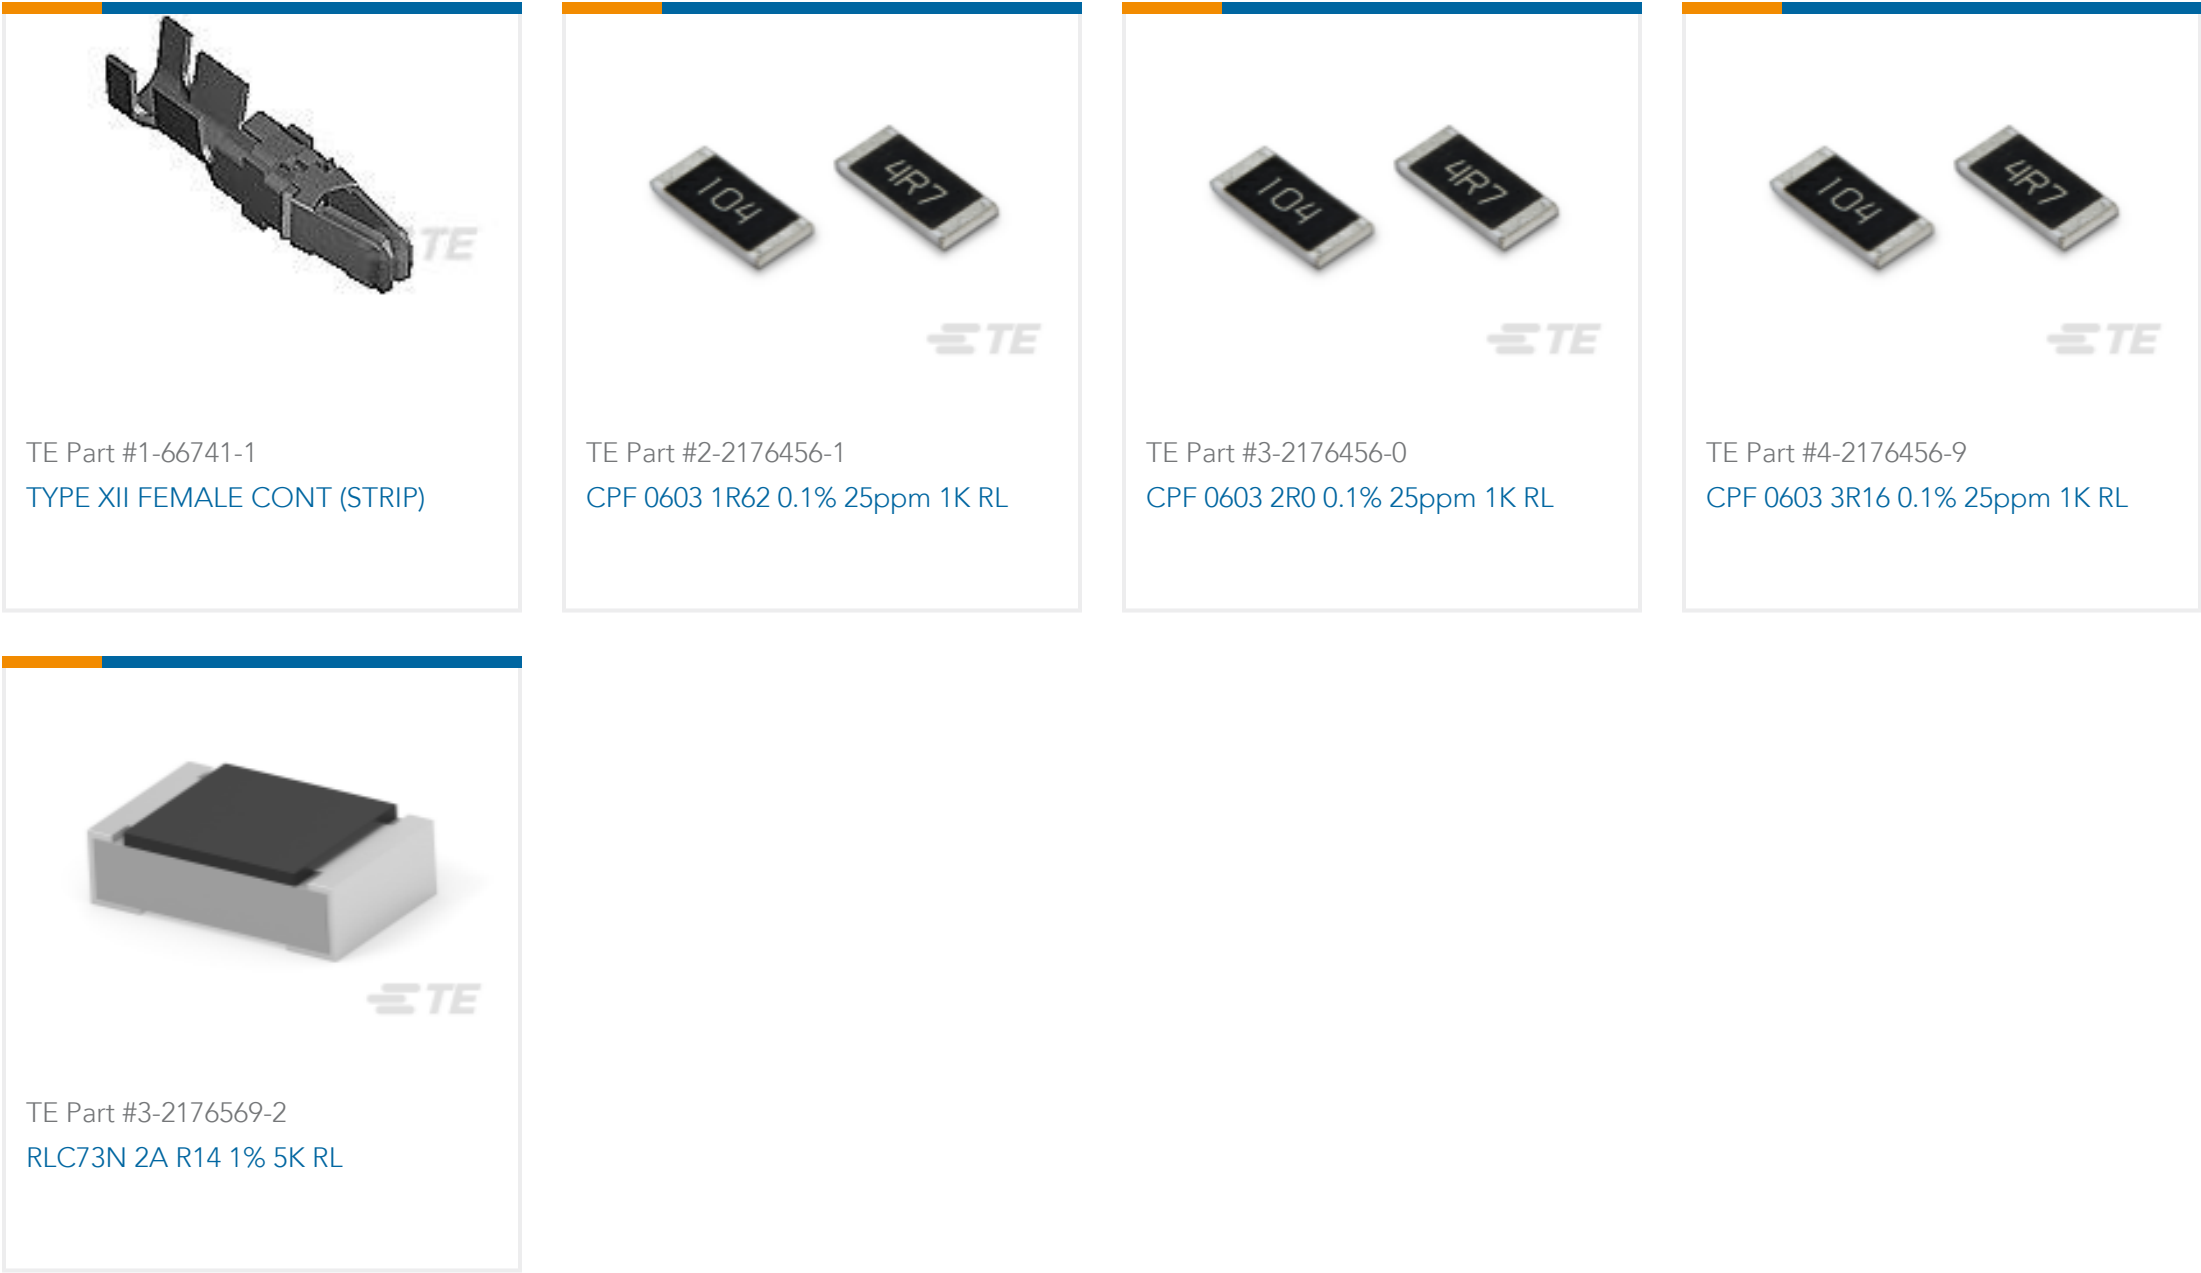 TE
TE Part #1-66741-1
TYPE XII FEMALE CONT (STRIP)
104
4R7
TE
TE Part #2-2176456-1
CPF 0603 1R62 0.1% 25ppm 1K RL
104
4R7
TE
TE Part #3-2176456-0
CPF 0603 2R0 0.1% 25ppm 1K RL
104
4R7
TE
TE Part #4-2176456-9
CPF 0603 3R16 0.1% 25ppm 1K RL
TE
TE Part #3-2176569-2
RLC73N 2A R14 1% 5K RL